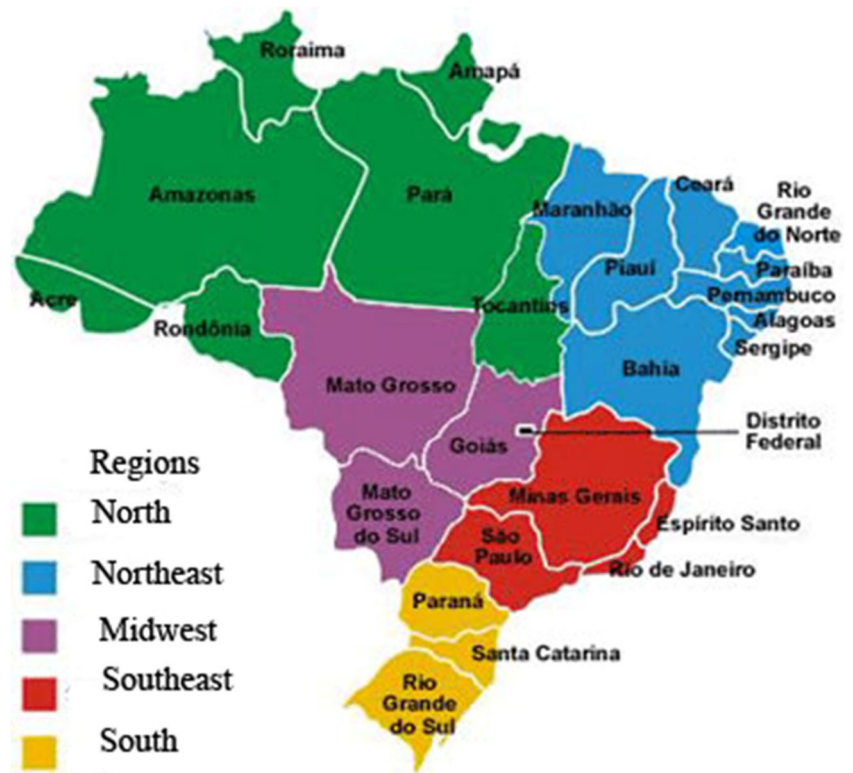 Roraima
Amapá
Amazonas
Pará
Ceará
Rio
Grande
do Norte
Maranhão
Piauí
Paraíba
Acre
Rondônia
Tocantins
Pernambuco
Alagoas
Sergipe
Mato Grosso
Bahia
Distrito
Federal
Goiás
Mato
Grosso
do Sul
Minas Gerais
Espírito Santo
São
Paulo
Rio de Janeiro
Paraná
Santa Catarina
Rio
Grande
do Sul
Regions
North
Northeast
Midwest
Southeast
South